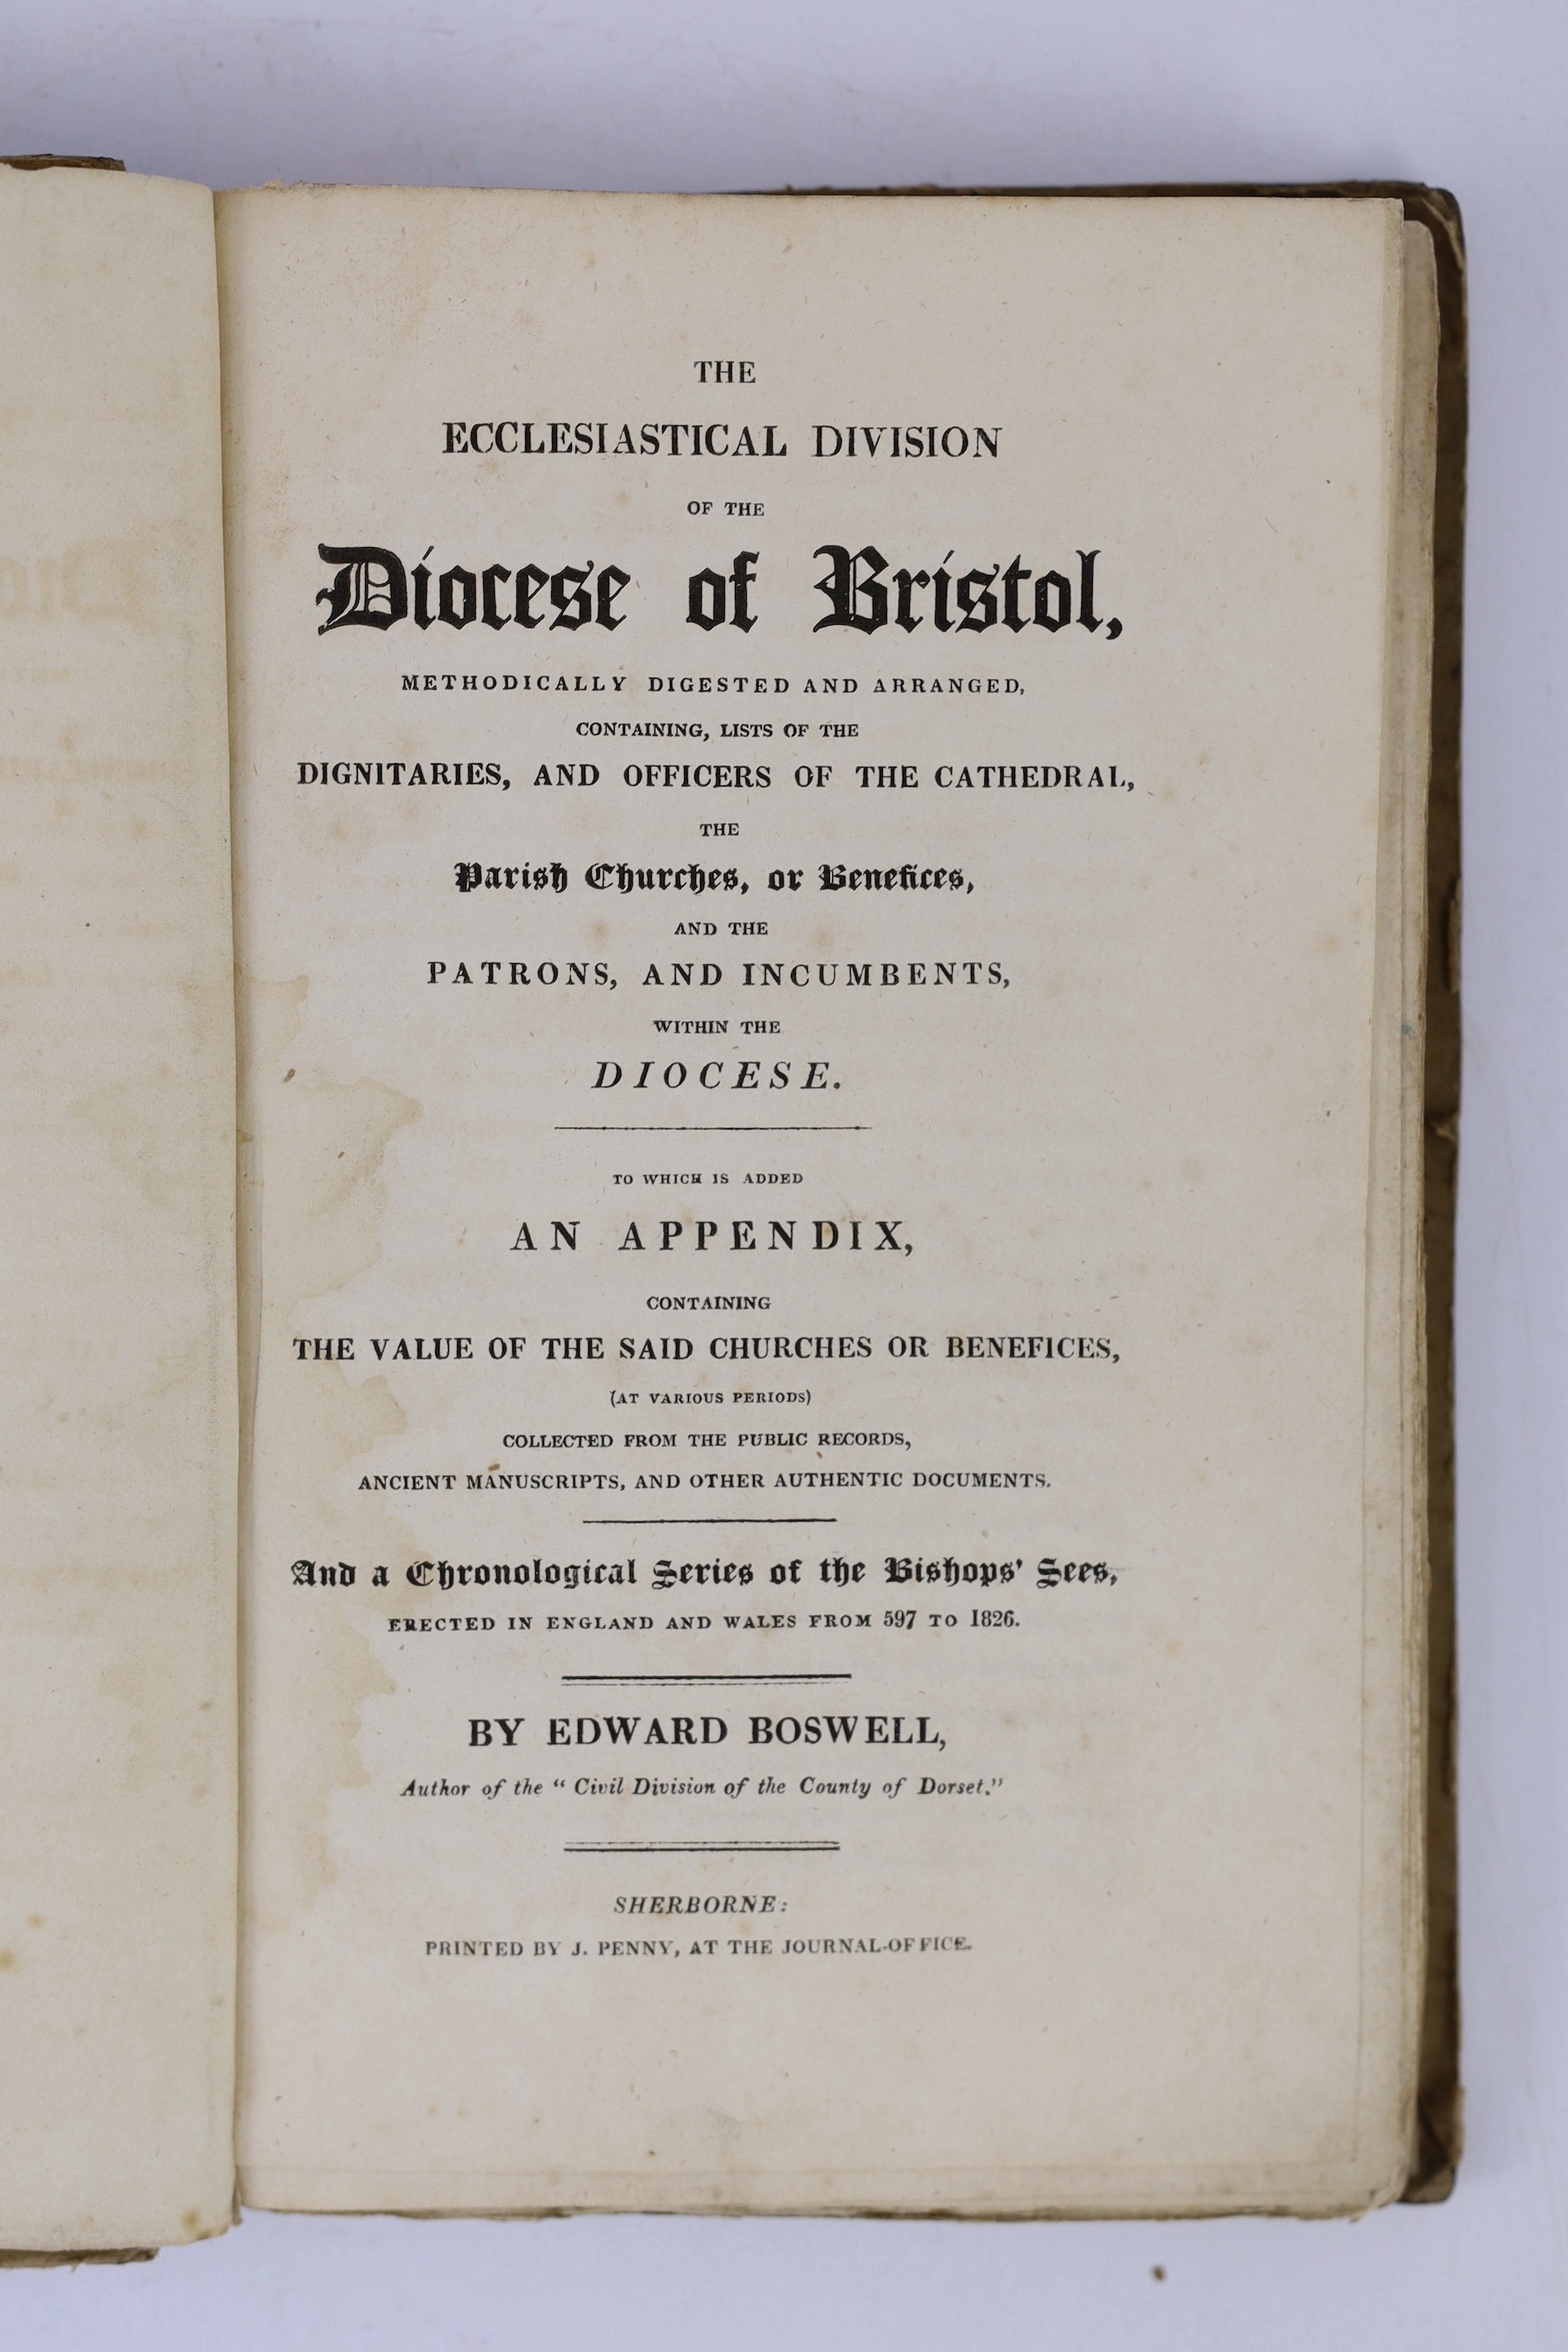 THE
ECCLESIASTICAL DIVISION
OF THE
Diocese of Bristol,
METHODICALLY DIGESTED AND ARRANGED,
CONTAINING, LISTS OF THE
DIGNITARIES, AND OFFICERS OF THE CATHEDRAL,
THE
Parish Churches, or Benefices,
AND THE
PATRONS, AND INCUMBENTS,
WITHIN THE
DIOCESE.
TO WHICH IS ADDED
AN APPENDIX,
CONTAINING
THE VALUE OF THE SAID CHURCHES OR BENEFICES,
(AT VARIOUS PERIODS)
COLLECTED FROM THE PUBLIC RECORDS,
ANCIENT MANUSCRIPTS, AND OTHER AUTHENTIC DOCUMENTS.
And a Chronological Series of the Bishops' Sees,
ERECTED IN ENGLAND AND WALES FROM 597 TO 1826.
BY EDWARD BOSWELL,
Author of the "Civil Division of the County of Dorset."
SHERBORNE:
PRINTED BY J. PENNY, AT THE JOURNAL-OFFICE.